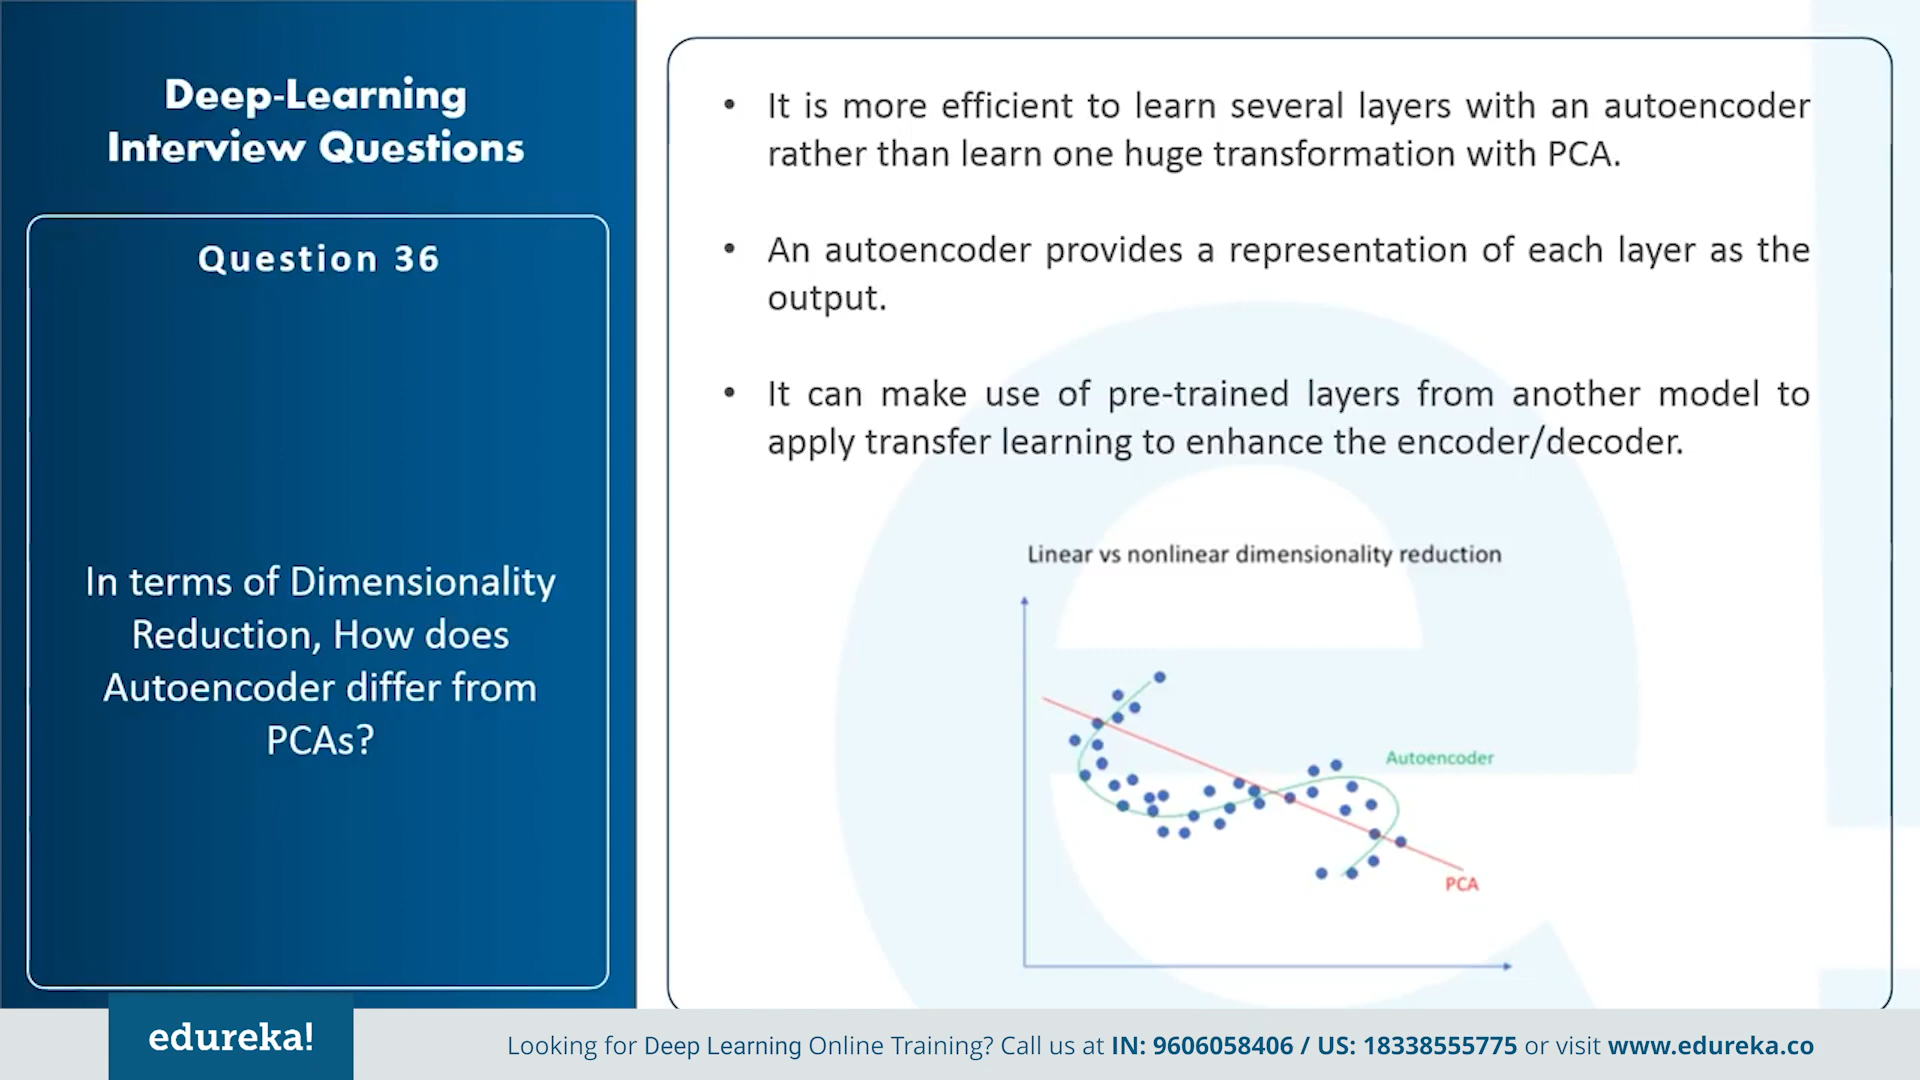 Deep-Learning
Interview Questions
Question 36
In terms of Dimensionality
Reduction, How does
Autoencoder differ from
PCAs?
• It is more efficient to learn several layers with an autoencoder
rather than learn one huge transformation with PCA.
• An autoencoder provides a representation of each layer as the
output.
• It can make use of pre-trained layers from another model to
apply transfer learning to enhance the encoder/decoder.
Linear vs nonlinear dimensionality reduction
Autoencoder
PCA
edureka!
Looking for Deep Learning Online Training? Call us at IN: 9606058406 / US: 18338555775 or visit www.edureka.co